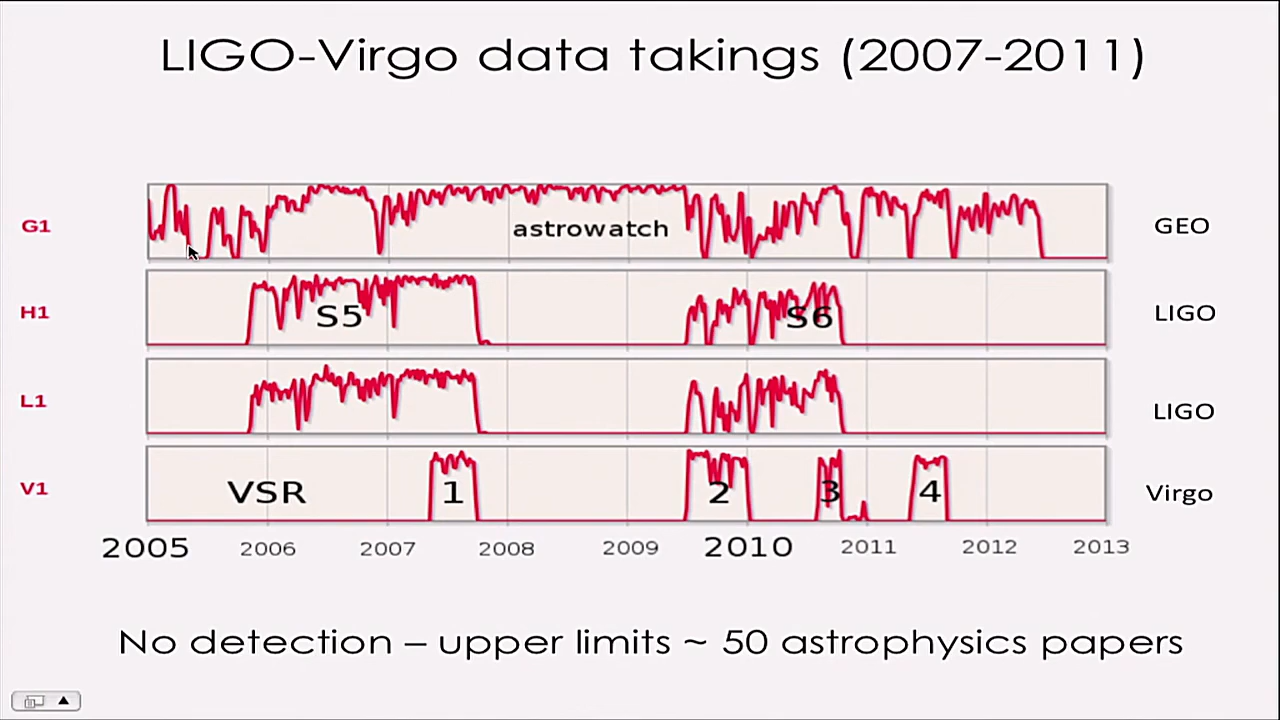 LIGO-Virgo data takings (2007-2011)
G1 astrowatch GEO
H1 S5 S6 LIGO
L1 LIGO
V1 VSR 1 2 3 4 Virgo
2005 2006 2007 2008 2009 2010 2011 2012 2013
No detection – upper limits ~ 50 astrophysics papers